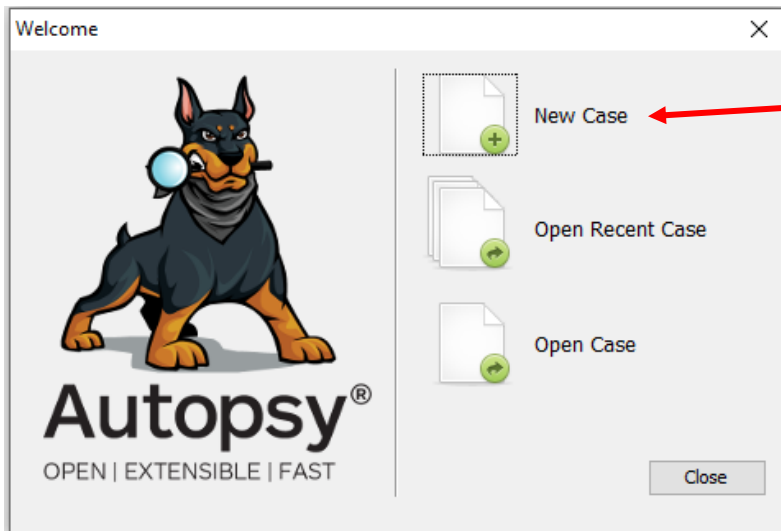 Welcome
New Case
Open Recent Case
Open Case
Autopsy®
OPEN | EXTENSIBLE | FAST
Close